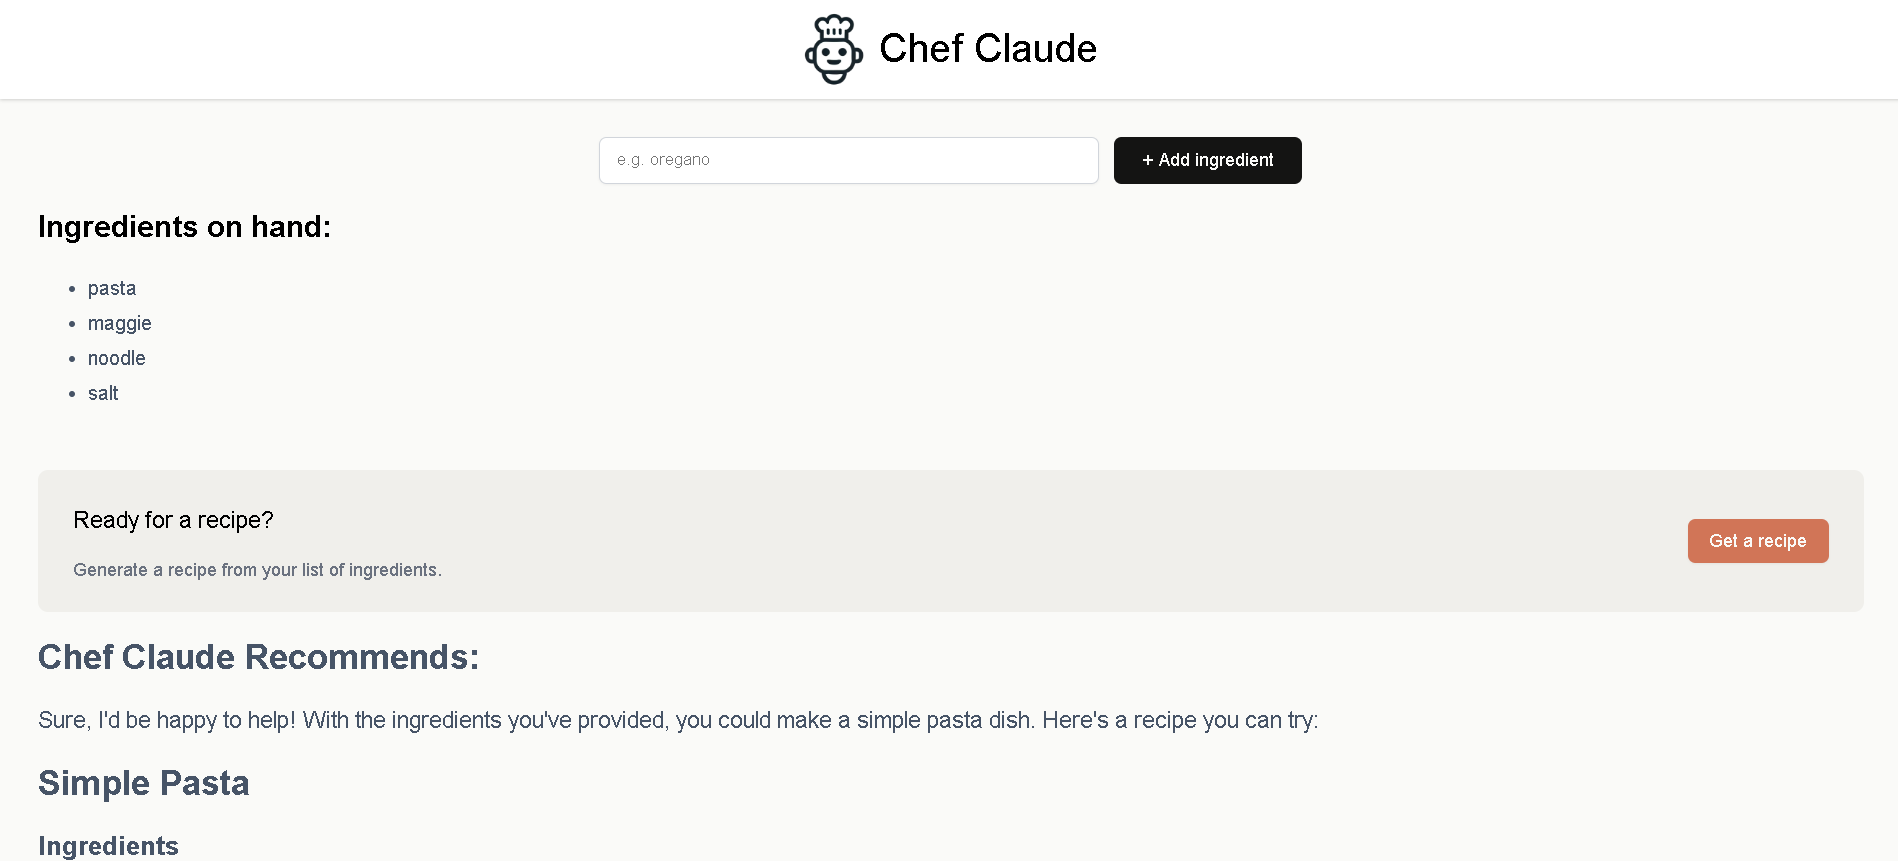 Chef Claude
e.g. oregano
+ Add ingredient
Ingredients on hand:
pasta
maggie
noodle
salt
Ready for a recipe?
Generate a recipe from your list of ingredients.
Get a recipe
Chef Claude Recommends:
Sure, I'd be happy to help! With the ingredients you've provided, you could make a simple pasta dish. Here's a recipe you can try:
Simple Pasta
Ingredients